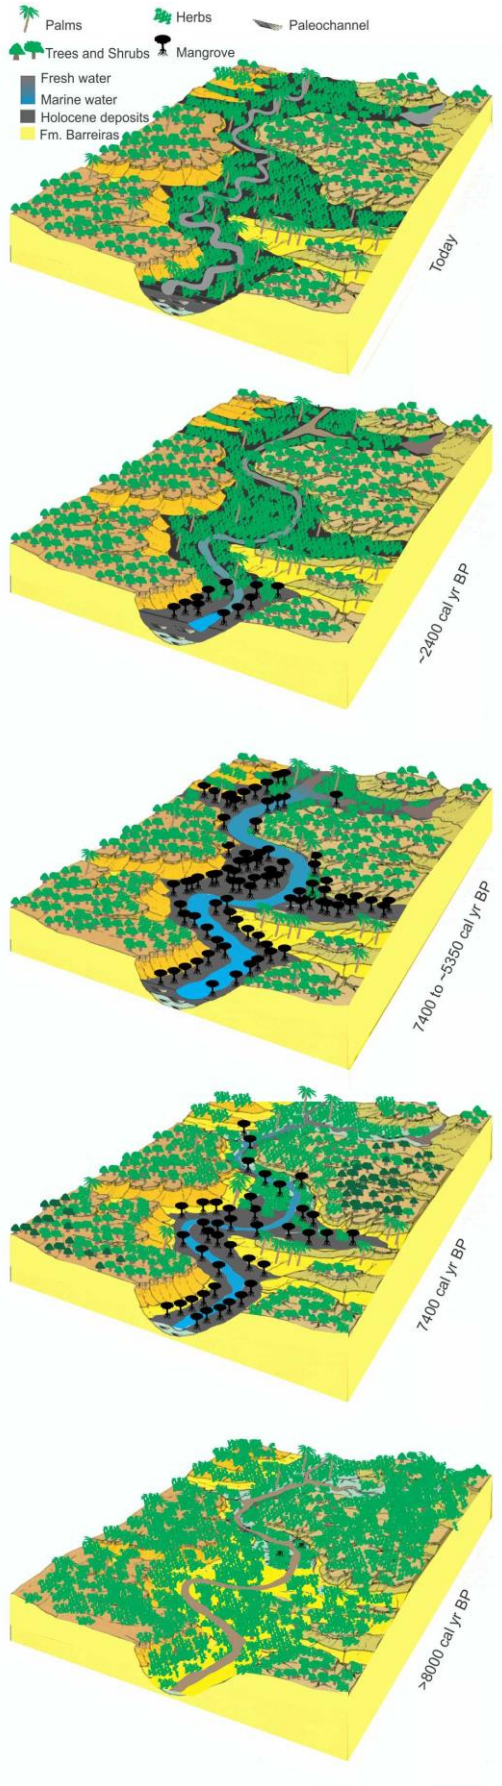 Palms
Herbs
Paleochannel
Trees and Shrubs
Mangrove
Fresh water
Marine water
Holocene deposits
Fm. Barreiras
Today
~2400 cal yr BP
7400 to ~5350 cal yr BP
7400 cal yr BP
>8000 cal yr BP